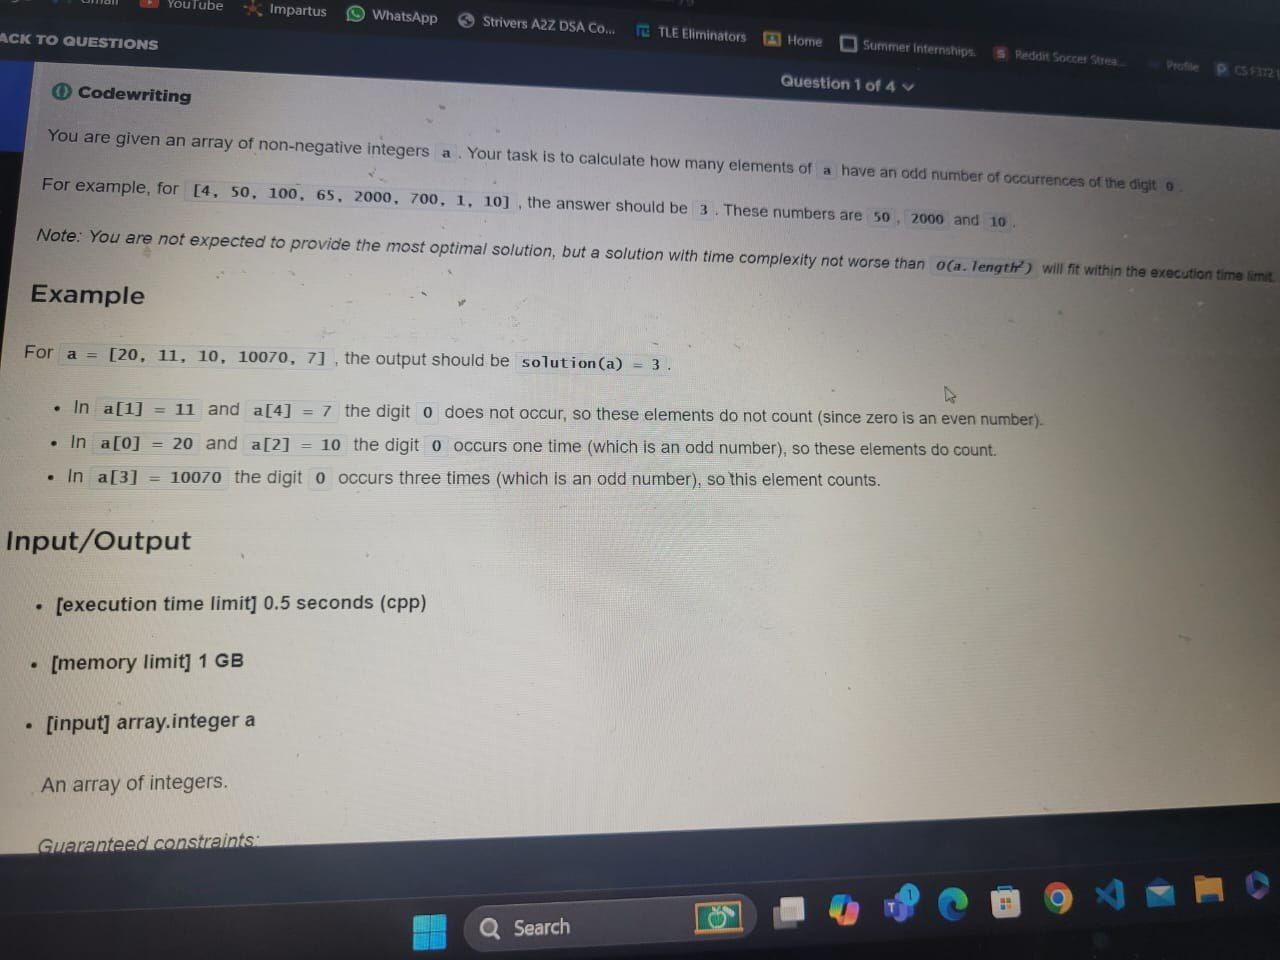 YouTube Impartus WhatsApp Strivers A2Z DSA Co... TLE Eliminators Home Summer Internships. Reddit Soccer Strea... Profile CS F372
ACK TO QUESTIONS
Question 1 of 4
Codewriting
You are given an array of non-negative integers a . Your task is to calculate how many elements of a have an odd number of occurrences of the digit 0 .
For example, for [4, 50, 100, 65, 2000, 700, 1, 10] , the answer should be 3 . These numbers are 50 , 2000 and 10 .
Note: You are not expected to provide the most optimal solution, but a solution with time complexity not worse than O(a.length²) will fit within the execution time limit.
Example
For a = [20, 11, 10, 10070, 7] , the output should be solution(a) = 3 .
• In a[1] = 11 and a[4] = 7 the digit 0 does not occur, so these elements do not count (since zero is an even number).
• In a[0] = 20 and a[2] = 10 the digit 0 occurs one time (which is an odd number), so these elements do count.
• In a[3] = 10070 the digit 0 occurs three times (which is an odd number), so this element counts.
Input/Output
• [execution time limit] 0.5 seconds (cpp)
• [memory limit] 1 GB
• [input] array.integer a
An array of integers.
Guaranteed constraints:
Search
1